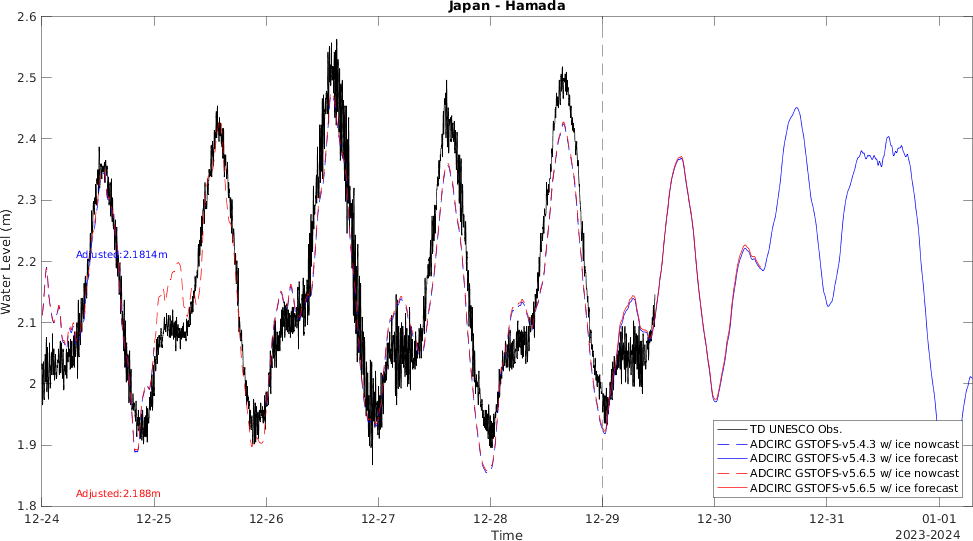 Japan - Hamada
2.6
2.5
2.4
2.3
2.2
2.1
2
1.9
1.8
Water Level (m)
Adjusted:2.1814m
Adjusted:2.188m
TD UNESCO Obs.
ADCIRC GSTOFS-v5.4.3 w/ ice nowcast
ADCIRC GSTOFS-v5.4.3 w/ ice forecast
ADCIRC GSTOFS-v5.6.5 w/ ice nowcast
ADCIRC GSTOFS-v5.6.5 w/ ice forecast
12-24 12-25 12-26 12-27 12-28 12-29 12-30 12-31 01-01
Time
2023-2024